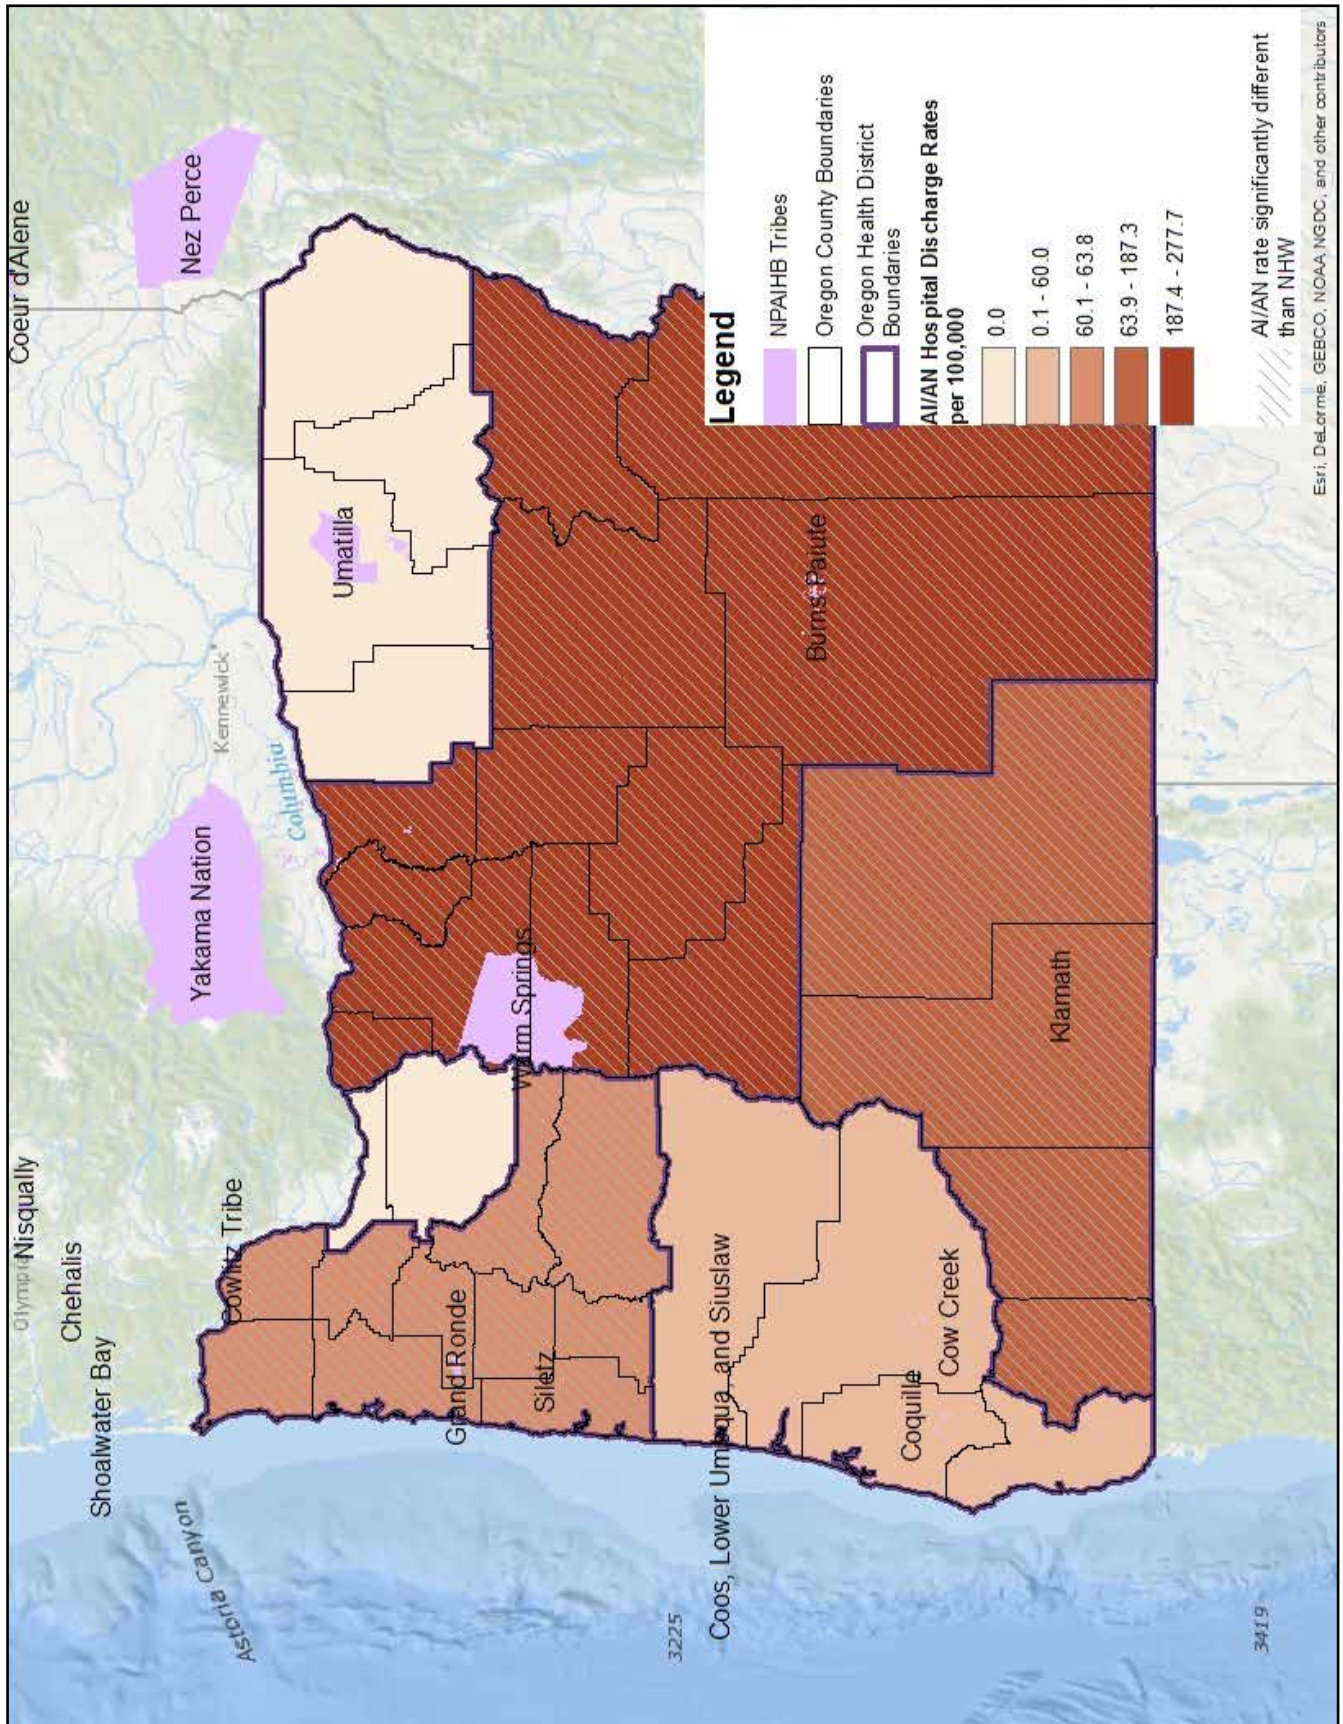 Coeur d'Alene
Nez Perce
Olympi
Nisqually
Chehalis
Shoalwater Bay
Cowlitz Tribe
Yakama Nation
Kennewick
Columbia
Astoria Canyon
Umatilla
Grand Ronde
Siletz
Warm Springs
3225
Coos, Lower Umpqua, and Siuslaw
Burns-Paiute
Coquille
Cow Creek
Klamath
3419
Legend
NPAIHB Tribes
Oregon County Boundaries
Oregon Health District
Boundaries
AI/AN Hospital Discharge Rates
per 100,000
0.0
0.1 - 60.0
60.1 - 63.8
63.9 - 187.3
187.4 - 277.7
AI/AN rate significantly different
than NHW
Esri, DeLorme, GEBCO, NOAA NGDC, and other contributors